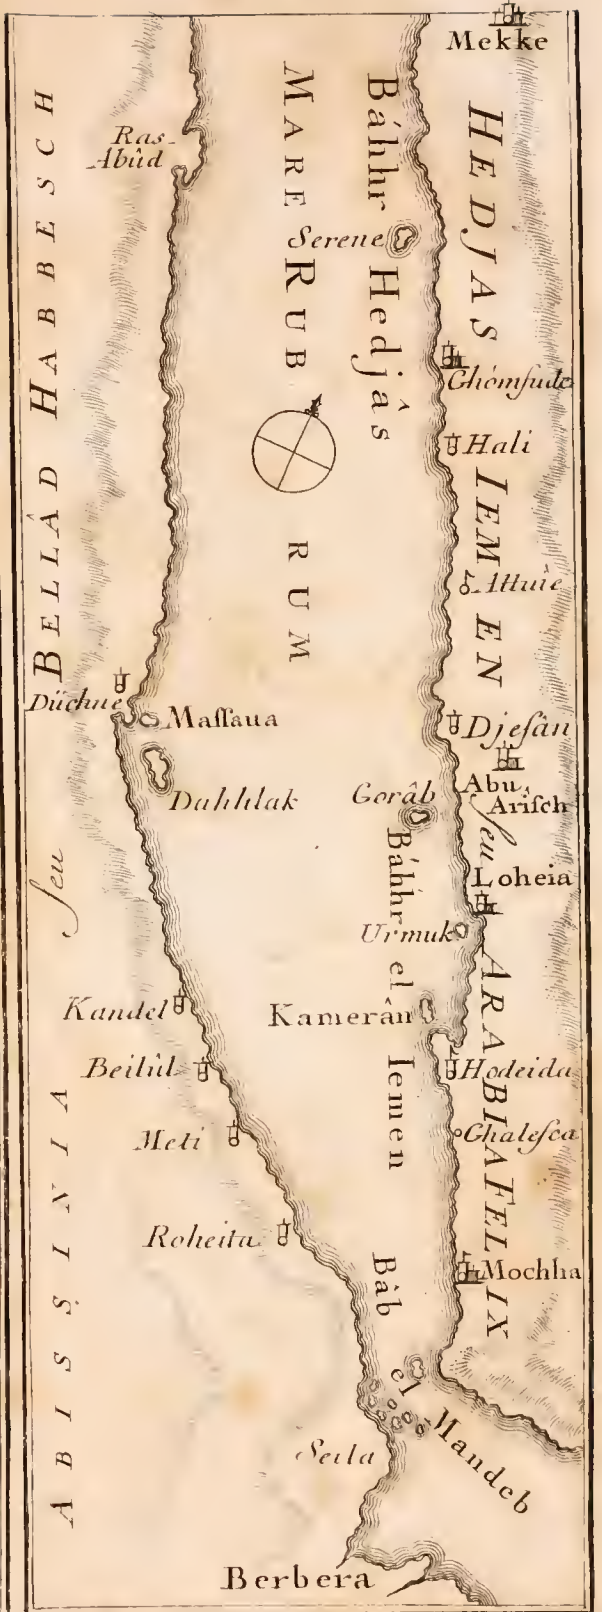 Mekke
HEDJAS
Báhhr Hedjâs
MARE RUBRUM
BELLÂD HABBESCH
Ras-
Abûd
Serene
Ghómſude
Hali
IEMEN
Attuie
Düchne
Maſſaua
Dahhlak
Djeſân
Abu
Ariſch
Gorâb
ſeu
ſeu
Loheia
Báhhr el Iemen
Urmuk
ARABIA FELIX
Kandel
Kamerân
Beilûl
Hodeida
ABISSINIA
Meti
Ghaleſca
Roheita
Mochha
Bâb el Mandeb
Seila
Berbera